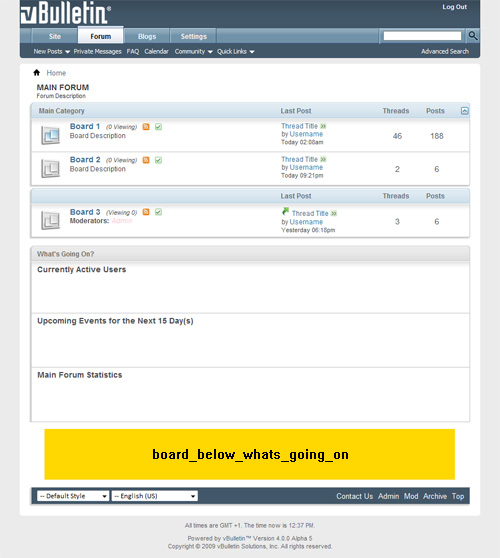 vBulletin
Log Out
Site Forum Blogs Settings
New Posts Private Messages FAQ Calendar Community Quick Links Advanced Search
Home
MAIN FORUM
Forum Description
Main Category Last Post Threads Posts
Board 1 (0 Viewing) Thread Title 46 188
Board Description by Username
Today 02:08am
Board 2 (0 Viewing) Thread Title 2 6
Board Description by Username
Today 09:21pm
Last Post Threads Posts
Board 3 (Viewing 0) Thread Title 3 6
Moderators: Admin by Username
Yesterday 06:18pm
What's Going On?
Currently Active Users
Upcoming Events for the Next 15 Day(s)
Main Forum Statistics
board_below_whats_going_on
-- Default Style -- English (US) Contact Us Admin Mod Archive Top
All times are GMT +1. The time now is 12:37 PM.
Powered by vBulletin™ Version 4.0.0 Alpha 5
Copyright © 2009 vBulletin Solutions, Inc. All rights reserved.